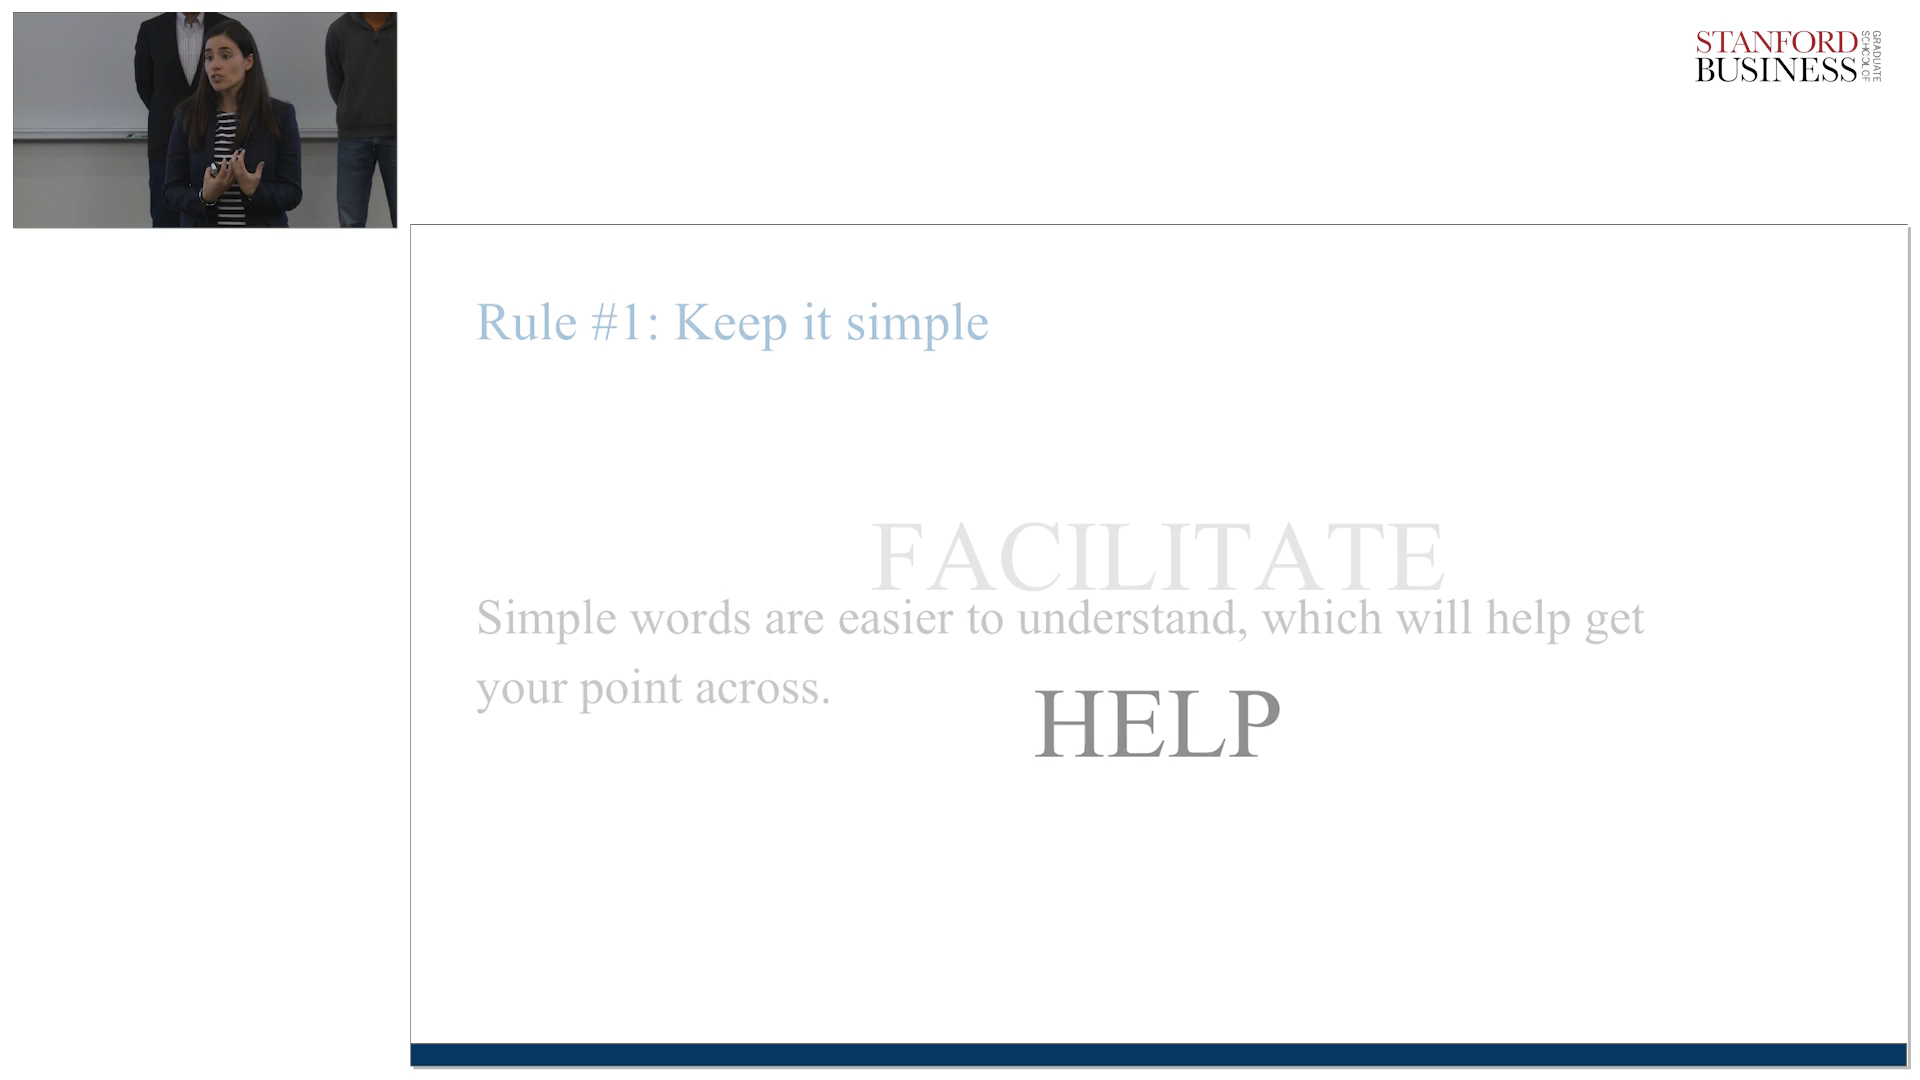 STANFORD
BUSINESS
GRADUATE
SCHOOL OF
Rule #1: Keep it simple
FACILITATE
Simple words are easier to understand, which will help get
your point across.
HELP